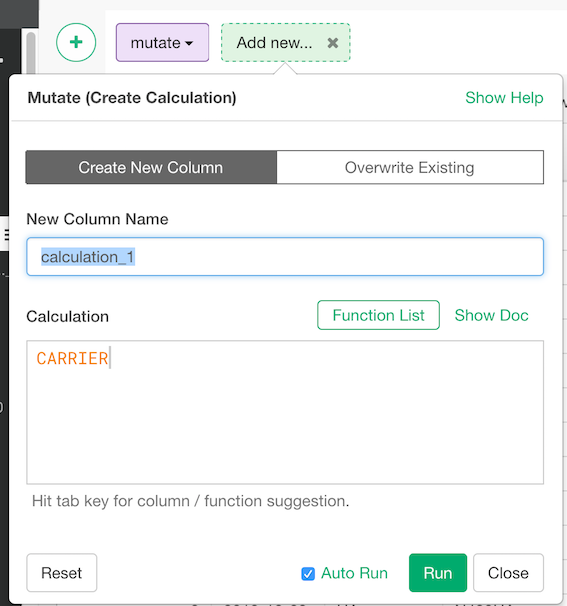 mutate
Add new...
Mutate (Create Calculation)
Show Help
Create New Column
Overwrite Existing
New Column Name
calculation_1
Calculation
Function List
Show Doc
CARRIER
Hit tab key for column / function suggestion.
Reset
Auto Run
Run
Close